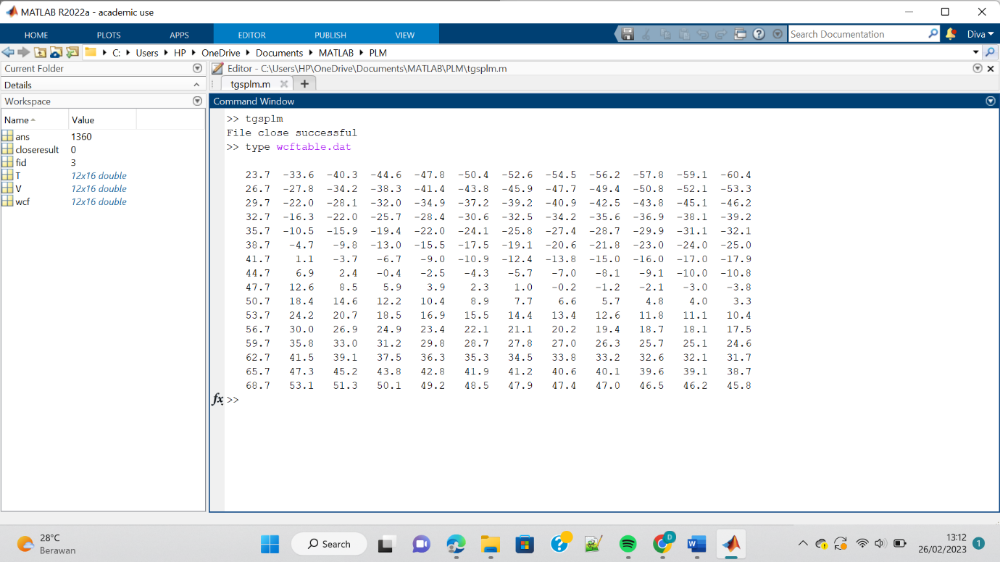 MATLAB R2022a - academic use
HOME PLOTS APPS EDITOR PUBLISH VIEW Search Documentation Diva
C: Users HP OneDrive Documents MATLAB PLM
Current Folder
Editor - C:\Users\HP\OneDrive\Documents\MATLAB\PLM\tgsplm.m
Details
tgsplm.m
Workspace
Command Window
Name Value
ans 1360
closeresult 0
fid 3
T 12x16 double
V 12x16 double
wcf 12x16 double
>> tgsplm
File close successful
>> type wcftable.dat
23.7 -33.6 -40.3 -44.6 -47.8 -50.4 -52.6 -54.5 -56.2 -57.8 -59.1 -60.4
26.7 -27.8 -34.2 -38.3 -41.4 -43.8 -45.9 -47.7 -49.4 -50.8 -52.1 -53.3
29.7 -22.0 -28.1 -32.0 -34.9 -37.2 -39.2 -40.9 -42.5 -43.8 -45.1 -46.2
32.7 -16.3 -22.0 -25.7 -28.4 -30.6 -32.5 -34.2 -35.6 -36.9 -38.1 -39.2
35.7 -10.5 -15.9 -19.4 -22.0 -24.1 -25.8 -27.4 -28.7 -29.9 -31.1 -32.1
38.7 -4.7 -9.8 -13.0 -15.5 -17.5 -19.1 -20.6 -21.8 -23.0 -24.0 -25.0
41.7 1.1 -3.7 -6.7 -9.0 -10.9 -12.4 -13.8 -15.0 -16.0 -17.0 -17.9
44.7 6.9 2.4 -0.4 -2.5 -4.3 -5.7 -7.0 -8.1 -9.1 -10.0 -10.8
47.7 12.6 8.5 5.9 3.9 2.3 1.0 -0.2 -1.2 -2.1 -3.0 -3.8
50.7 18.4 14.6 12.2 10.4 8.9 7.7 6.6 5.7 4.8 4.0 3.3
53.7 24.2 20.7 18.5 16.9 15.5 14.4 13.4 12.6 11.8 11.1 10.4
56.7 30.0 26.9 24.9 23.4 22.1 21.1 20.2 19.4 18.7 18.1 17.5
59.7 35.8 33.0 31.2 29.8 28.7 27.8 27.0 26.3 25.7 25.1 24.6
62.7 41.5 39.1 37.5 36.3 35.3 34.5 33.8 33.2 32.6 32.1 31.7
65.7 47.3 45.2 43.8 42.8 41.9 41.2 40.6 40.1 39.6 39.1 38.7
68.7 53.1 51.3 50.1 49.2 48.5 47.9 47.4 47.0 46.5 46.2 45.8
fx >>
28°C
Berawan
Search
13:12
26/02/2023
1